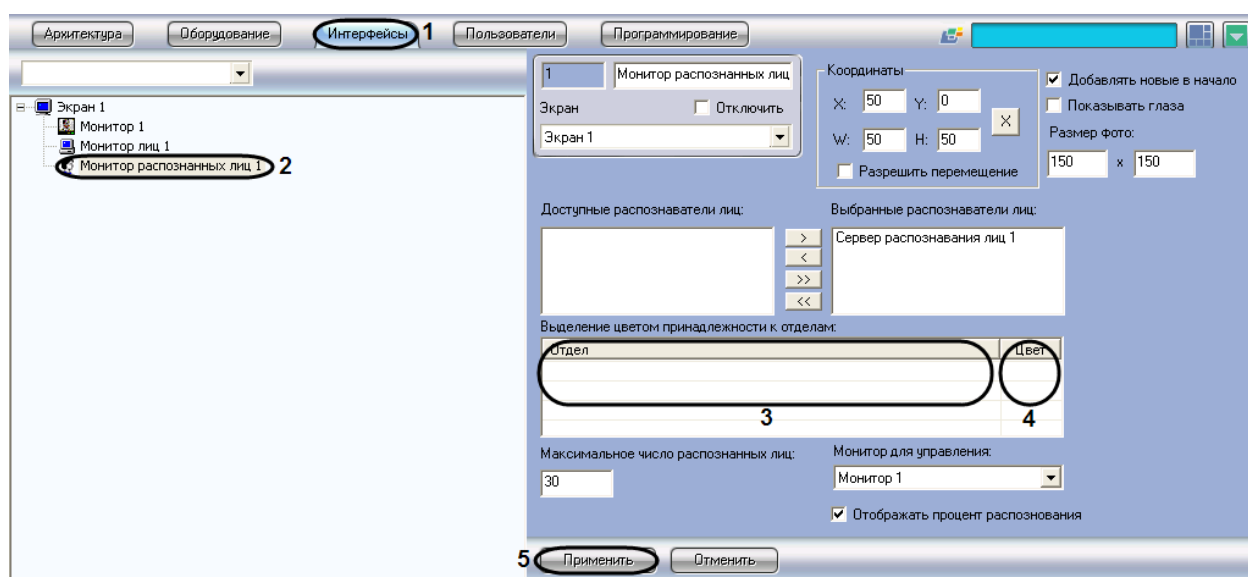 Архитектура Оборудование Интерфейсы 1 Пользователи Программирование
Экран 1
Монитор 1
Монитор лиц 1
Монитор распознанных лиц 1 2
1 Монитор распознанных лиц
Экран Отключить
Экран 1
Координаты
X: 50 Y: 0
X
W: 50 H: 50
Разрешить перемещение
Добавлять новые в начало
Показывать глаза
Размер фото:
150 x 150
Доступные распознаватели лиц: Выбранные распознаватели лиц:
Сервер распознавания лиц 1
>
<
>>
<<
Выделение цветом принадлежности к отделам:
Отдел Цвет
3 4
Максимальное число распознанных лиц: Монитор для управления:
30 Монитор 1
Отображать процент распознования
5 Применить Отменить